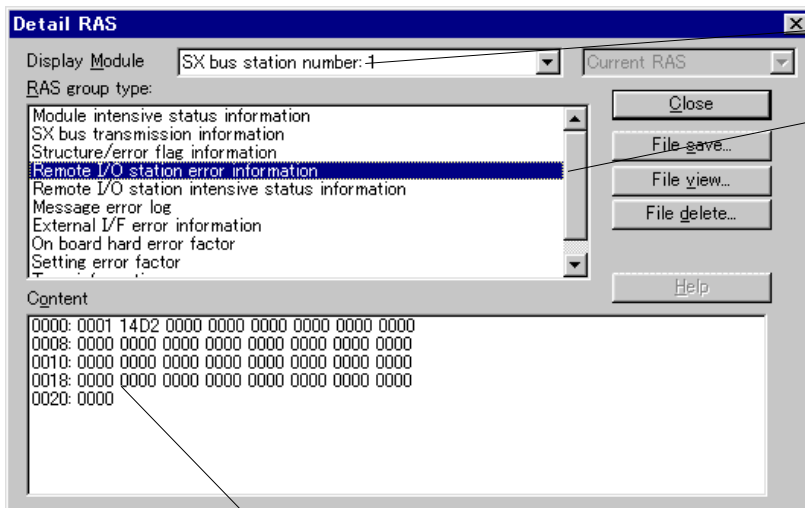 Detail RAS
Display Module SX bus station number: 1 Current RAS
RAS group type:
Close
Module intensive status information
SX bus transmission information
Structure/error flag information
File save...
Remote I/O station error information
File view...
Remote I/O station intensive status information
Message error log
File delete...
External I/F error information
On board hard error factor
Setting error factor
Help
Content
0000: 0001 14D2 0000 0000 0000 0000 0000 0000
0008: 0000 0000 0000 0000 0000 0000 0000 0000
0010: 0000 0000 0000 0000 0000 0000 0000 0000
0018: 0000 0000 0000 0000 0000 0000 0000 0000
0020: 0000